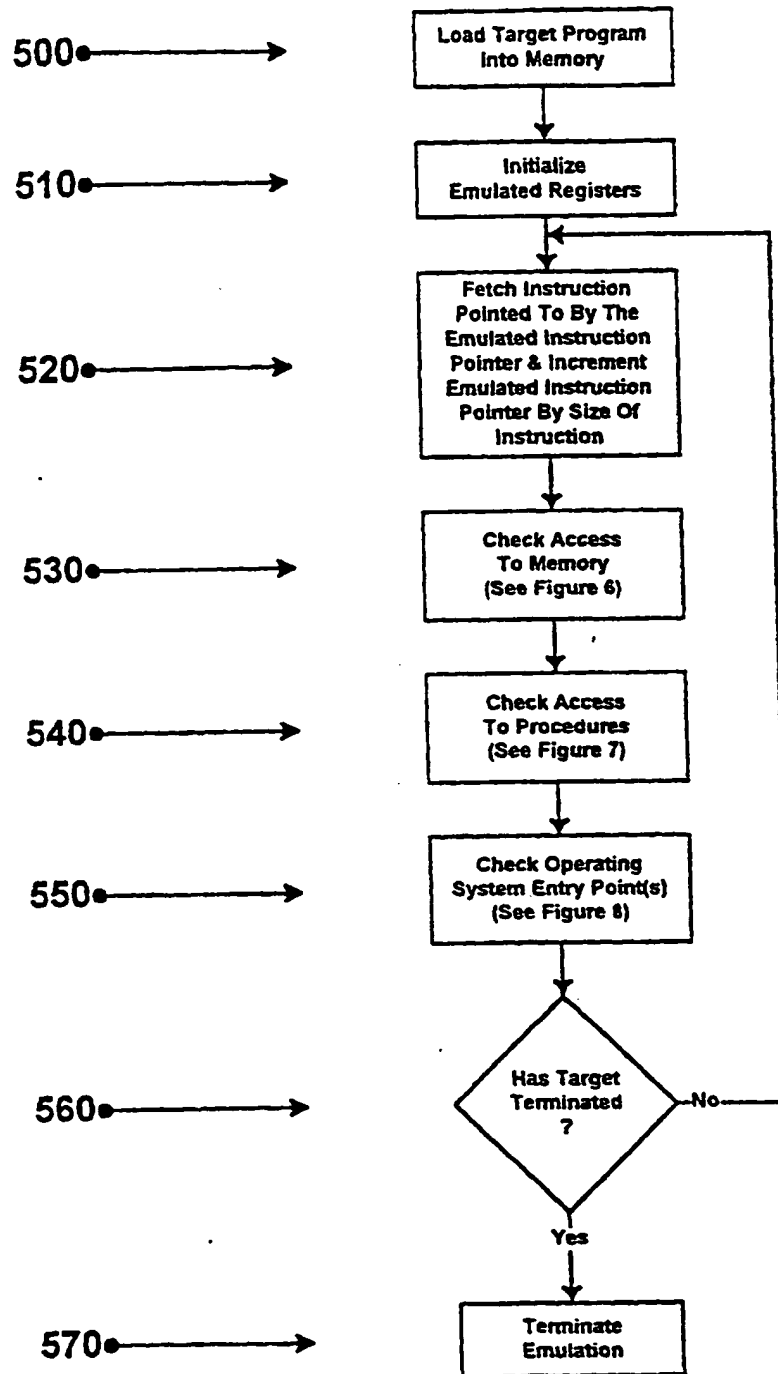 500
Load Target Program
Into Memory
510
Initialize
Emulated Registers
520
Fetch Instruction
Pointed To By The
Emulated Instruction
Pointer & Increment
Emulated Instruction
Pointer By Size Of
Instruction
530
Check Access
To Memory
(See Figure 6)
540
Check Access
To Procedures
(See Figure 7)
550
Check Operating
System Entry Point(s)
(See Figure 8)
560
Has Target
Terminated
?
No
Yes
570
Terminate
Emulation